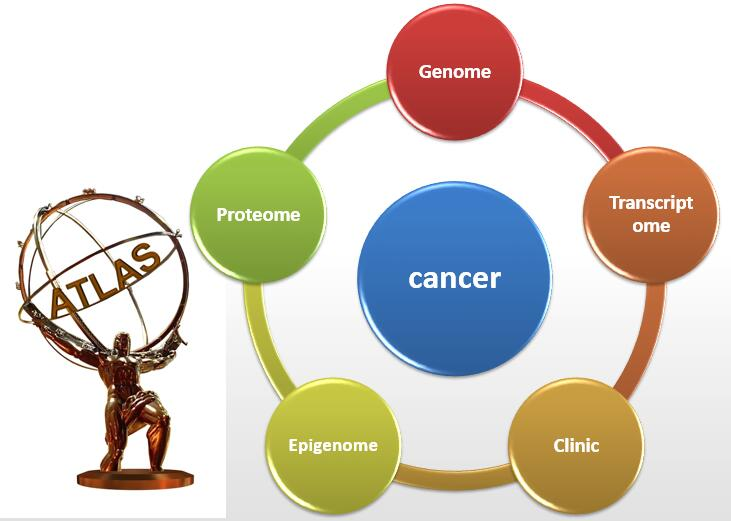 Genome
Transcript
ome
Proteome
cancer
ATLAS
Epigenome
Clinic